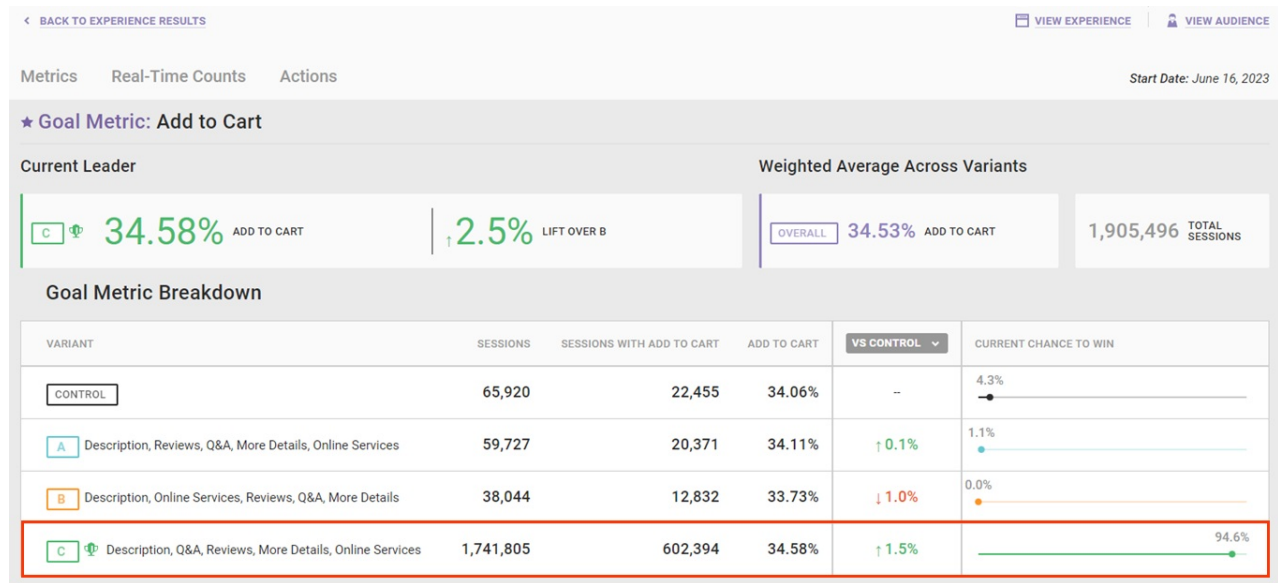 BACK TO EXPERIENCE RESULTS VIEW EXPERIENCE VIEW AUDIENCE
Metrics Real-Time Counts Actions Start Date: June 16, 2023
Goal Metric: Add to Cart
Current Leader Weighted Average Across Variants
C 34.58% ADD TO CART ↑2.5% LIFT OVER B OVERALL 34.53% ADD TO CART 1,905,496 TOTAL SESSIONS
Goal Metric Breakdown
VARIANT SESSIONS SESSIONS WITH ADD TO CART ADD TO CART VS CONTROL CURRENT CHANCE TO WIN
CONTROL 65,920 22,455 34.06% -- 4.3%
A Description, Reviews, Q&A, More Details, Online Services 59,727 20,371 34.11% ↑0.1% 1.1%
B Description, Online Services, Reviews, Q&A, More Details 38,044 12,832 33.73% ↓1.0% 0.0%
C Description, Q&A, Reviews, More Details, Online Services 1,741,805 602,394 34.58% ↑1.5% 94.6%